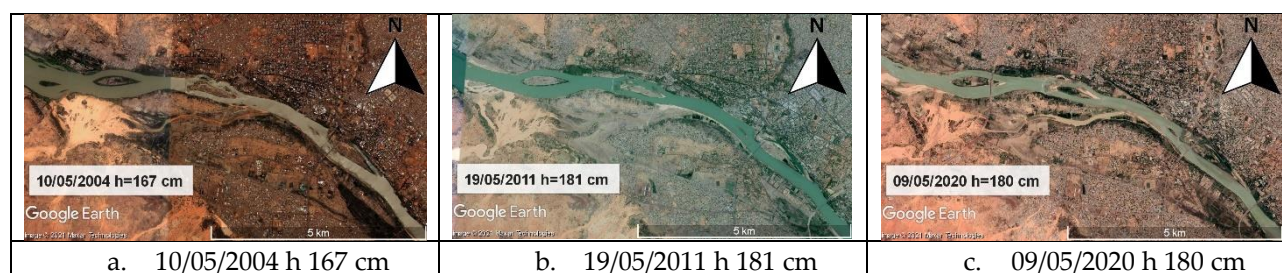 N
10/05/2004 h=167 cm
Google Earth
5 km
N
19/05/2011 h=181 cm
Google Earth
5 km
N
09/05/2020 h=180 cm
Google Earth
5 km
a. 10/05/2004 h 167 cm
b. 19/05/2011 h 181 cm
c. 09/05/2020 h 180 cm